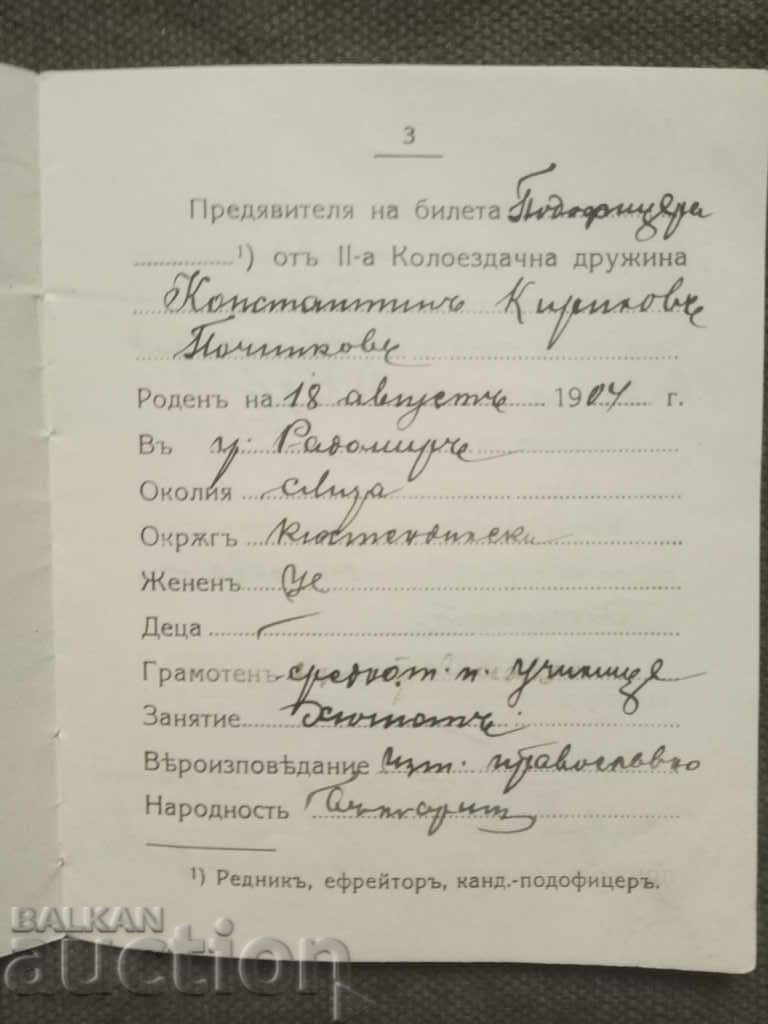 3
Предявителя на билета Подофицера
¹) отъ II-а Колоездачна дружина
Константинъ Кириловъ
Роденъ на 18 августъ 1904 г.
Въ гр. Радомиръ
Околия сѫща
Окрѫгъ Кюстендилски
Жененъ Не
Деца —
Грамотенъ средно т. п. училище
Занятие
Вѣроизповѣдание изт. православно
Народность Българинъ
¹) Редникъ, ефрейторъ, канд.-подофицеръ.
BALKAN
auction